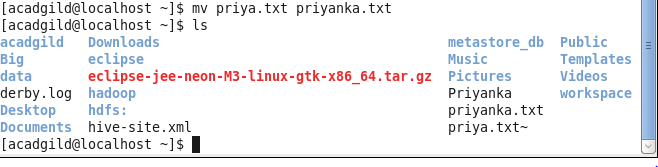 [acadgild@localhost ~]$ mv priya.txt priyanka.txt
[acadgild@localhost ~]$ ls
acadgild   Downloads                                  metastore_db  Public
Big        eclipse                                    Music         Templates
data       eclipse-jee-neon-M3-linux-gtk-x86_64.tar.gz  Pictures      Videos
derby.log  hadoop                                     Priyanka      workspace
Desktop    hdfs:                                      priyanka.txt
Documents  hive-site.xml                              priya.txt~
[acadgild@localhost ~]$